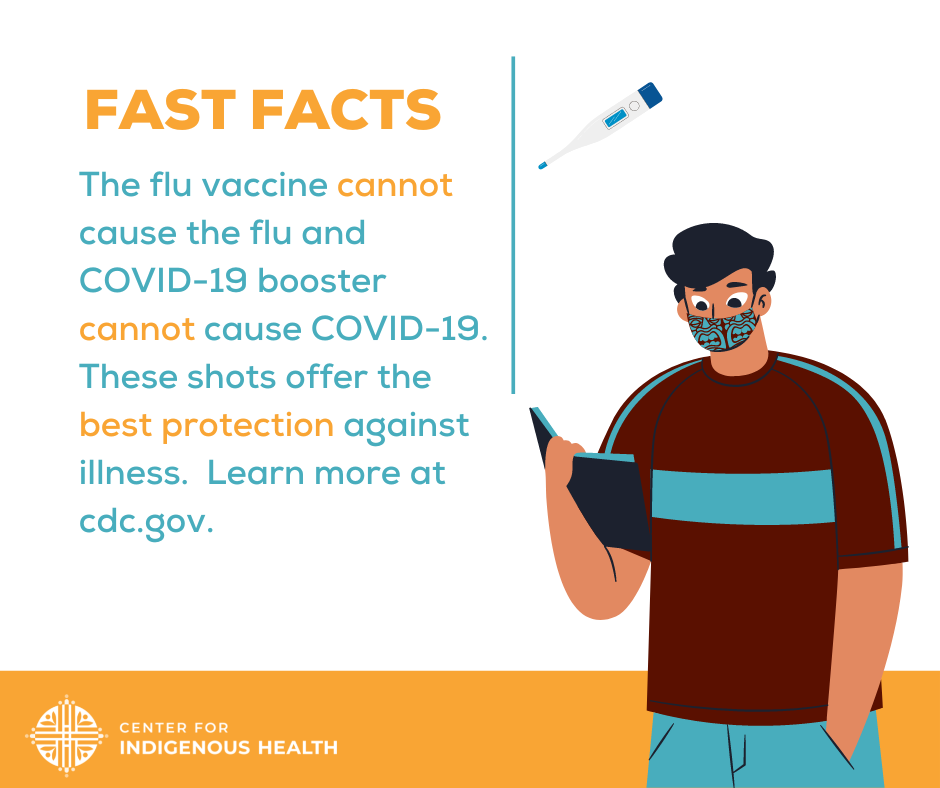 FAST FACTS
The flu vaccine cannot
cause the flu and
COVID-19 booster
cannot cause COVID-19.
These shots offer the
best protection against
illness.  Learn more at
cdc.gov.
CENTER FOR
INDIGENOUS HEALTH